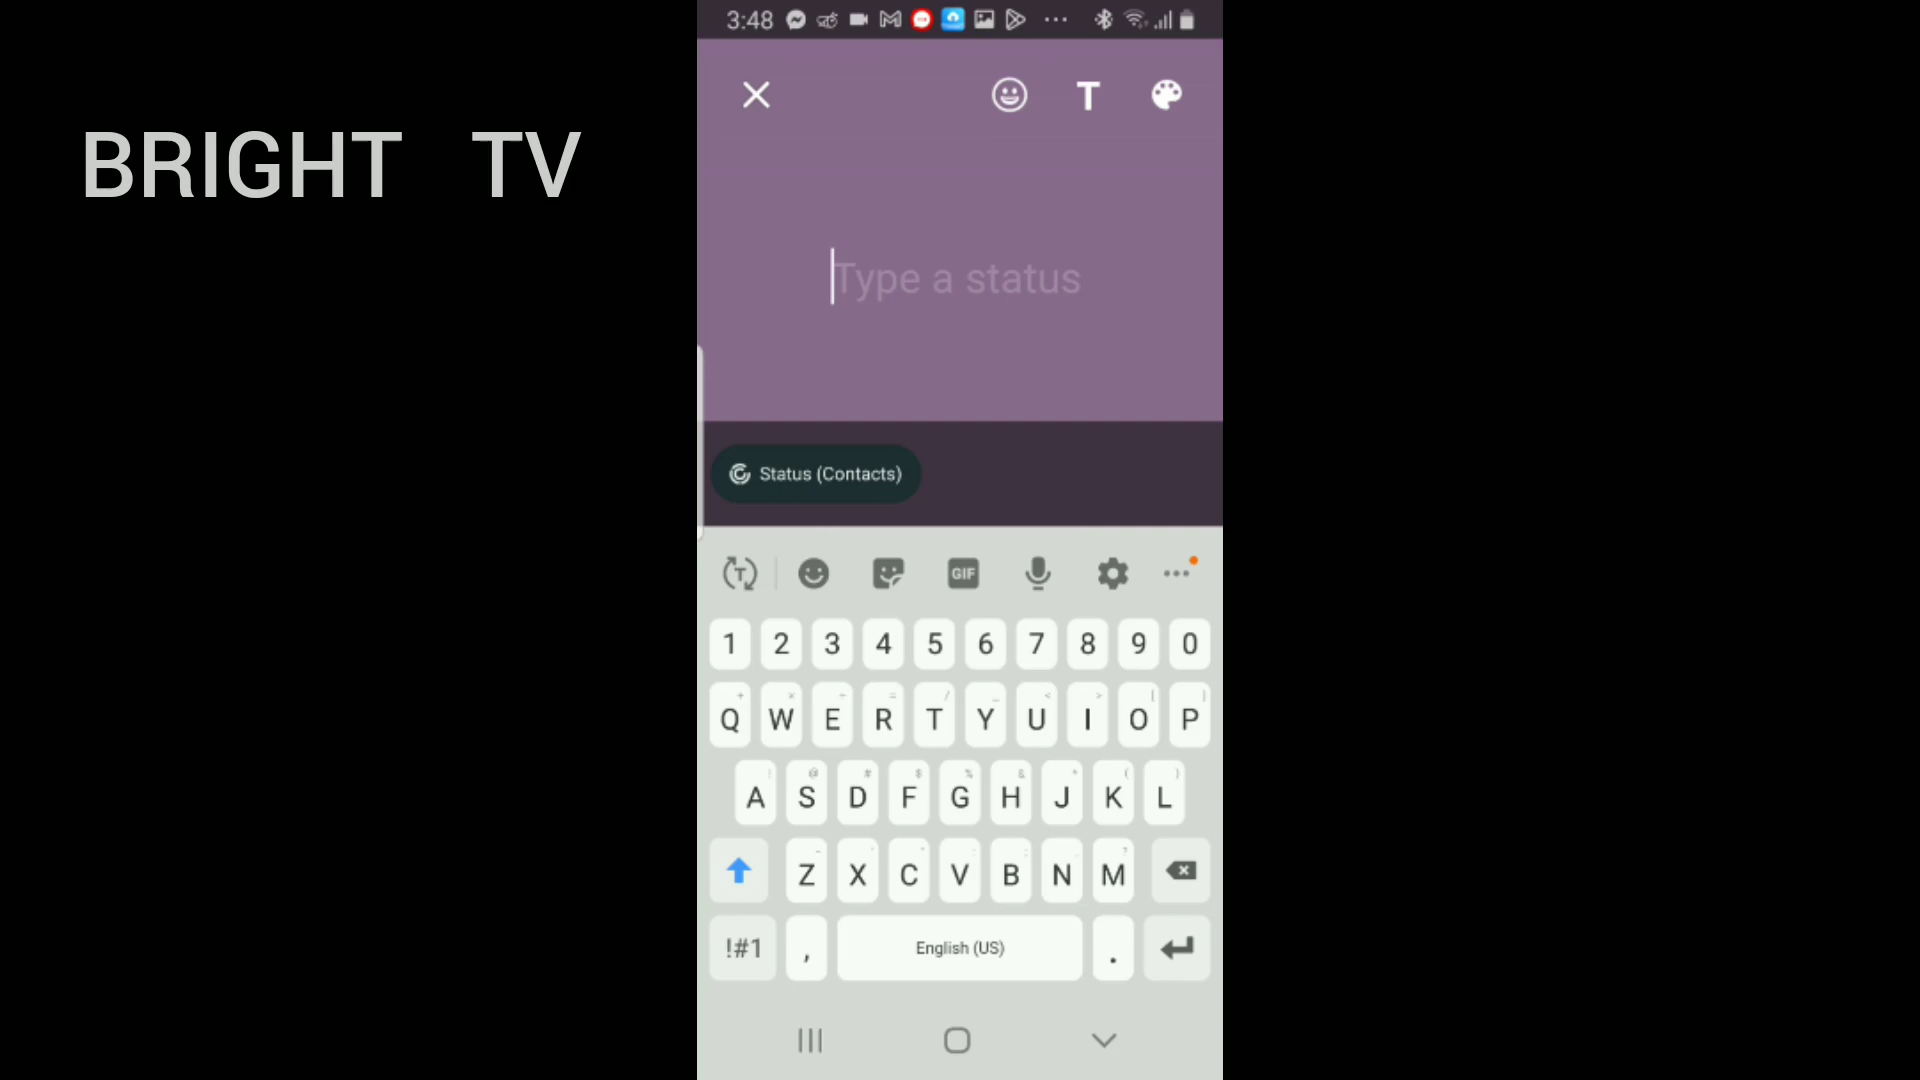 3:48
BRIGHT TV
T
Type a status
Status (Contacts)
T
GIF
1 2 3 4 5 6 7 8 9 0
Q W E R T Y U I O P
A S D F G H J K L
Z X C V B N M
!#1 , English (US) .